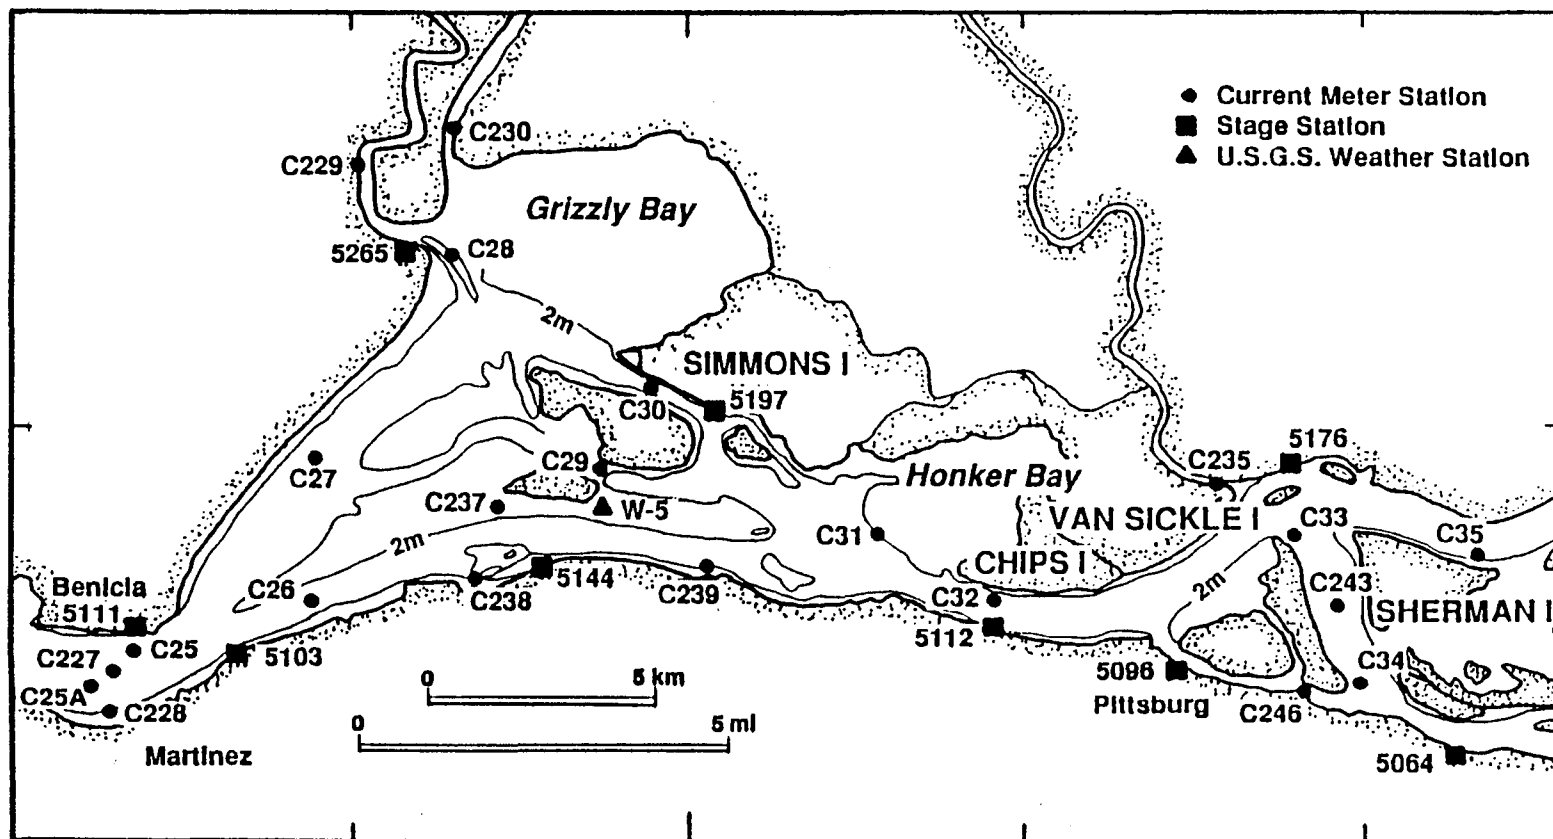 Current Meter Station
Stage Station
U.S.G.S. Weather Station
C230
C229
Grizzly Bay
5265
C28
2m
SIMMONS I
C30
5197
C27
C29
C237
W-5
Honker Bay
C235
5176
VAN SICKLE I
C31
C33
C35
2m
CHIPS I
2m
Benicia
5111
C26
C238
5144
C239
C32
C243
SHERMAN I
5112
C25
C227
5103
C25A
C228
0 5 km
5096
Pittsburg
C34
C246
0 5 mi
Martinez
5064